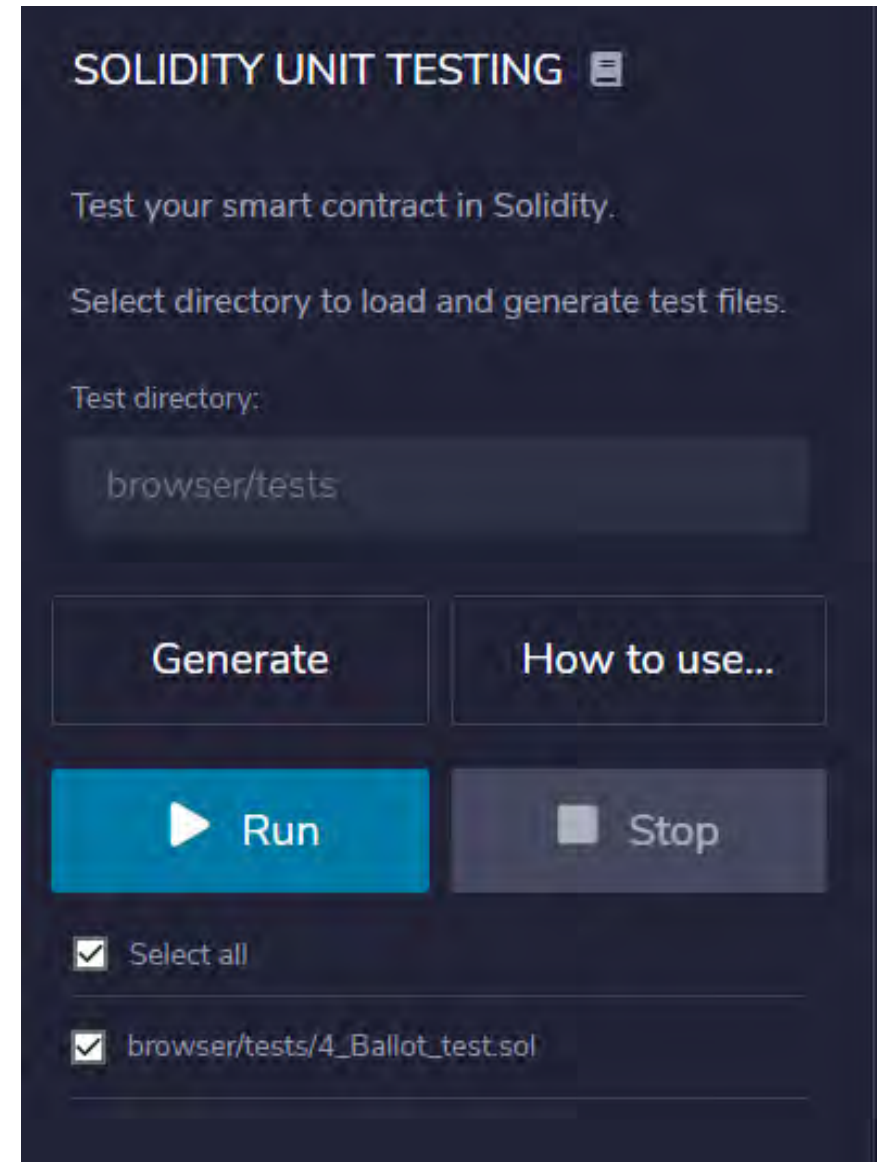 SOLIDITY UNIT TESTING
Test your smart contract in Solidity.
Select directory to load and generate test files.
Test directory:
browser/tests
Generate
How to use...
Run
Stop
Select all
browser/tests/4_Ballot_test.sol